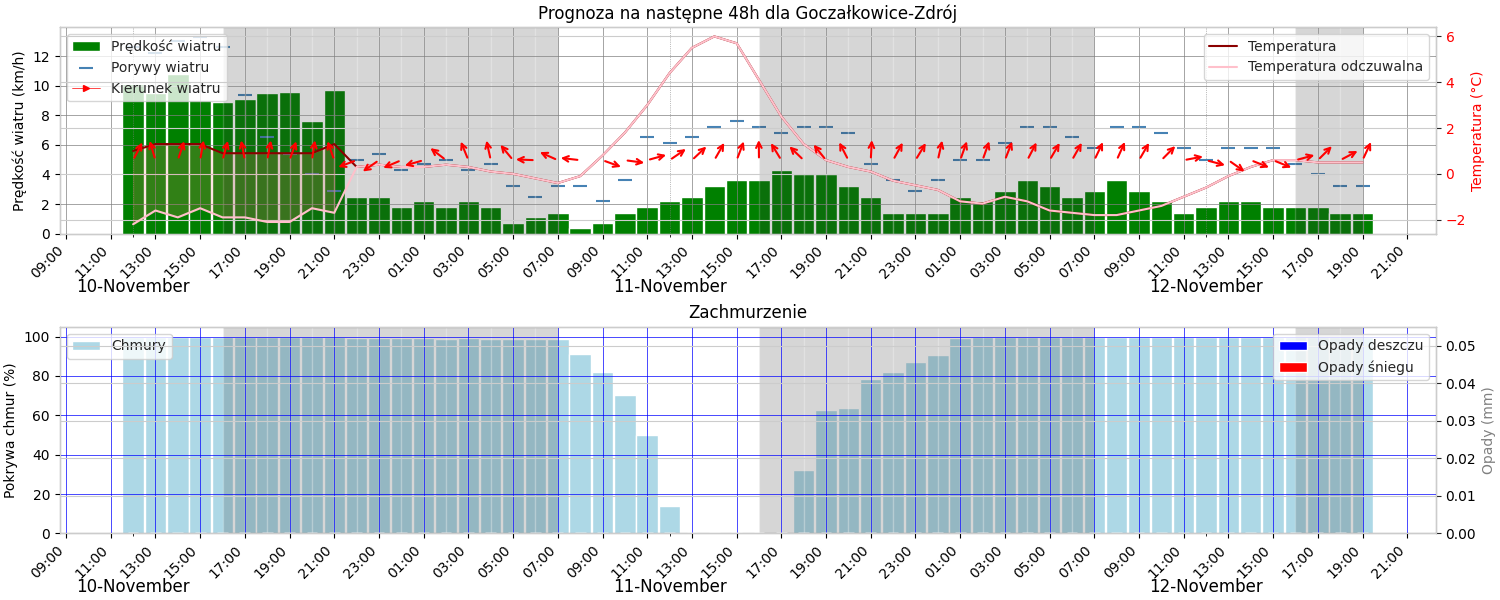 Prognoza na następne 48h dla Goczałkowice-Zdrój
Prędkość wiatru
Porywy wiatru
Kierunek wiatru
Temperatura
Temperatura odczuwalna
Prędkość wiatru (km/h)
12
10
8
6
4
2
0
6
4
2
0
−2
Temperatura (°C)
09:00 11:00 13:00 15:00 17:00 19:00 21:00 23:00 01:00 03:00 05:00 07:00 09:00 11:00 13:00 15:00 17:00 19:00 21:00 23:00 01:00 03:00 05:00 07:00 09:00 11:00 13:00 15:00 17:00 19:00 21:00
10-November 11-November 12-November
Zachmurzenie
Chmury
Opady deszczu
Opady śniegu
Pokrywa chmur (%)
100
80
60
40
20
0
0.05
0.04
0.03
0.02
0.01
0.00
Opady (mm)
09:00 11:00 13:00 15:00 17:00 19:00 21:00 23:00 01:00 03:00 05:00 07:00 09:00 11:00 13:00 15:00 17:00 19:00 21:00 23:00 01:00 03:00 05:00 07:00 09:00 11:00 13:00 15:00 17:00 19:00 21:00
10-November 11-November 12-November